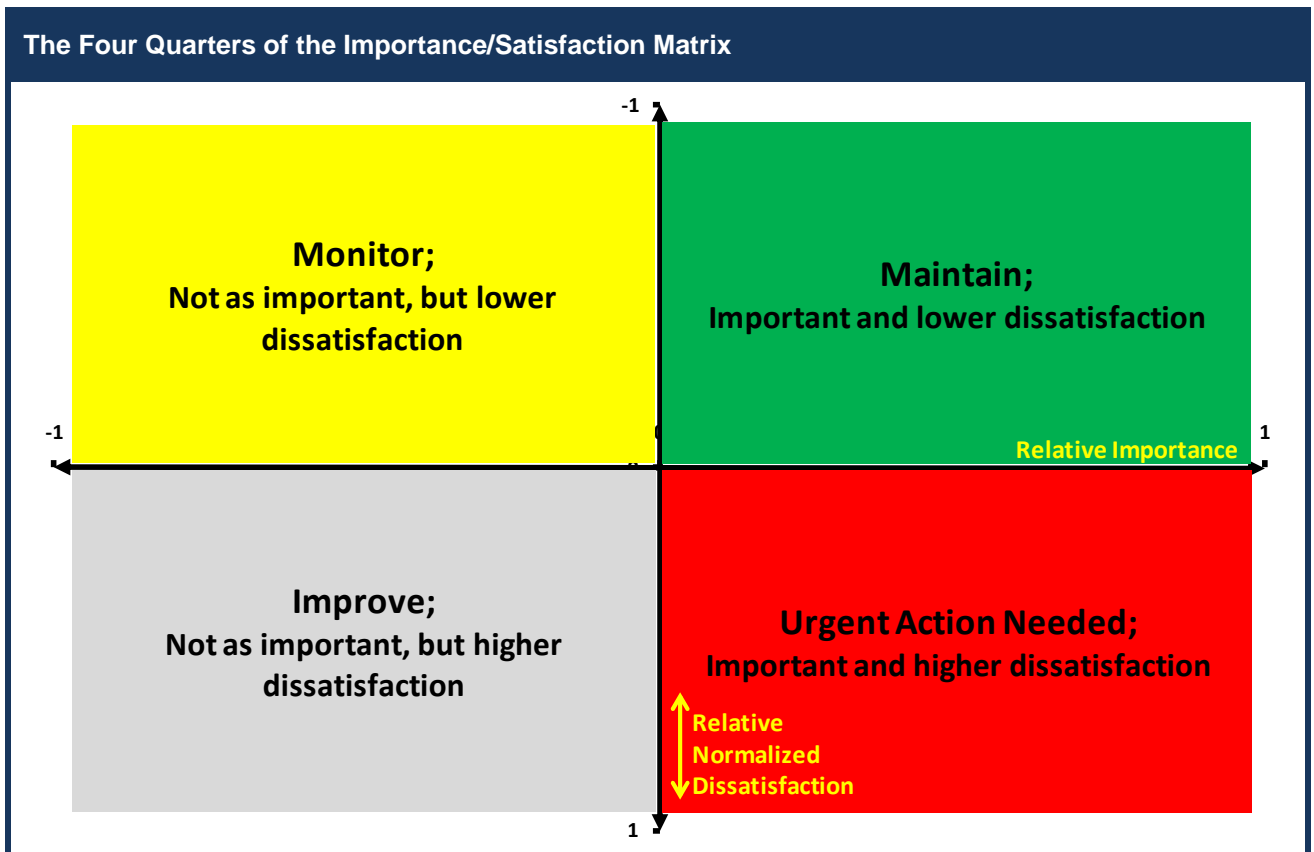 The Four Quarters of the Importance/Satisfaction Matrix
-1
Monitor;
Not as important, but lower
dissatisfaction
Maintain;
Important and lower dissatisfaction
-1
1
Relative Importance
Improve;
Not as important, but higher
dissatisfaction
Urgent Action Needed;
Important and higher dissatisfaction
Relative
Normalized
Dissatisfaction
1